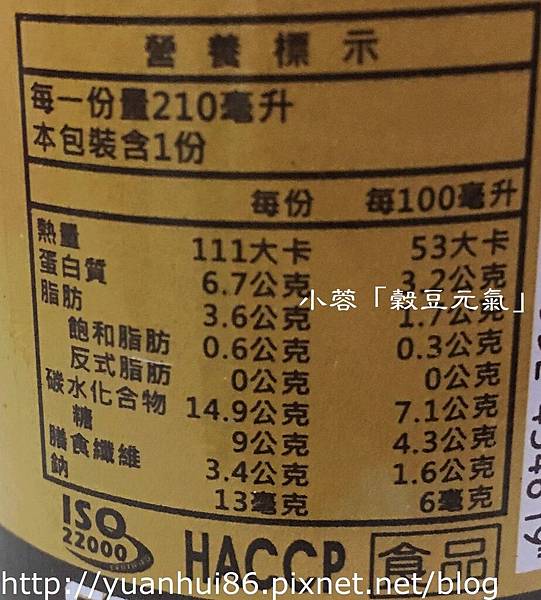 營養標示
每一份量210毫升
本包裝含1份
每份 每100毫升
熱量 111大卡 53大卡
蛋白質 6.7公克 3.2公克
脂肪 3.6公克 1.7公克
飽和脂肪 0.6公克 0.3公克
反式脂肪 0公克 0公克
碳水化合物 14.9公克 7.1公克
糖 9公克 4.3公克
膳食纖維 3.4公克 1.6公克
鈉 13毫克 6毫克
小蓉「穀豆元氣」
ISO
22000
HACCP 食品
http://yuanhui86.pixnet.net/blog